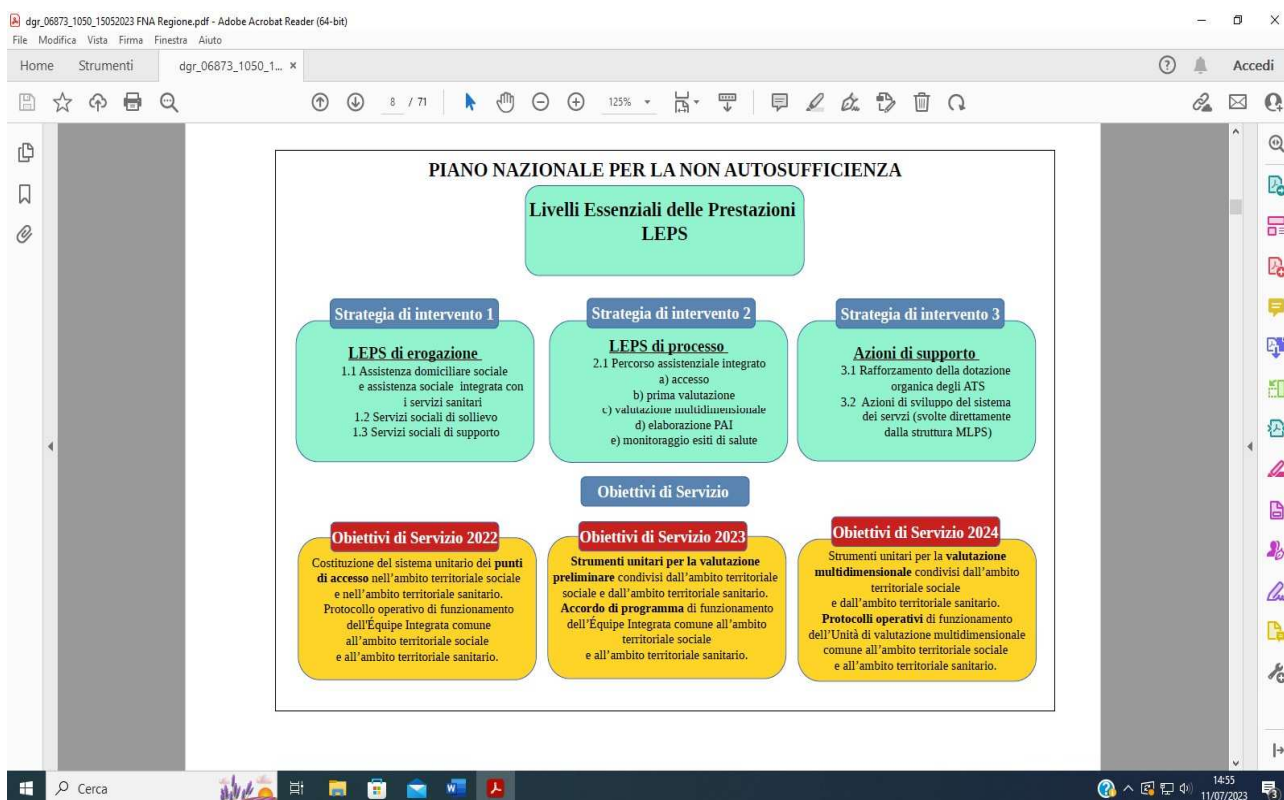 dgr_06873_1050_15052023 FNA Regione.pdf - Adobe Acrobat Reader (64-bit)
File Modifica Vista Firma Finestra Aiuto
Home Strumenti dgr_06873_1050_1... × Accedi
8 / 71 125%
PIANO NAZIONALE PER LA NON AUTOSUFFICIENZA
Livelli Essenziali delle Prestazioni
LEPS
Strategia di intervento 1
LEPS di erogazione
1.1 Assistenza domiciliare sociale
e assistenza sociale integrata con
i servizi sanitari
1.2 Servizi sociali di sollievo
1.3 Servizi sociali di supporto
Strategia di intervento 2
LEPS di processo
2.1 Percorso assistenziale integrato
a) accesso
b) prima valutazione
c) valutazione multidimensionale
d) elaborazione PAI
e) monitoraggio esiti di salute
Strategia di intervento 3
Azioni di supporto
3.1 Rafforzamento della dotazione
organica degli ATS
3.2 Azioni di sviluppo del sistema
dei servzi (svolte direttamente
dalla struttura MLPS)
Obiettivi di Servizio
Obiettivi di Servizio 2022
Costituzione del sistema unitario dei punti
di accesso nell'ambito territoriale sociale
e nell'ambito territoriale sanitario.
Protocollo operativo di funzionamento
dell'Équipe Integrata comune
all'ambito territoriale sociale
e all'ambito territoriale sanitario.
Obiettivi di Servizio 2023
Strumenti unitari per la valutazione
preliminare condivisi dall'ambito territoriale
sociale e dall'ambito territoriale sanitario.
Accordo di programma di funzionamento
dell'Équipe Integrata comune all'ambito
territoriale sociale
e all'ambito territoriale sanitario.
Obiettivi di Servizio 2024
Strumenti unitari per la valutazione
multidimensionale condivisi dall'ambito
territoriale sociale
e dall'ambito territoriale sanitario.
Protocolli operativi di funzionamento
dell'Unità di valutazione multidimensionale
comune all'ambito territoriale sociale
e all'ambito territoriale sanitario.
Cerca
14:55
11/07/2023